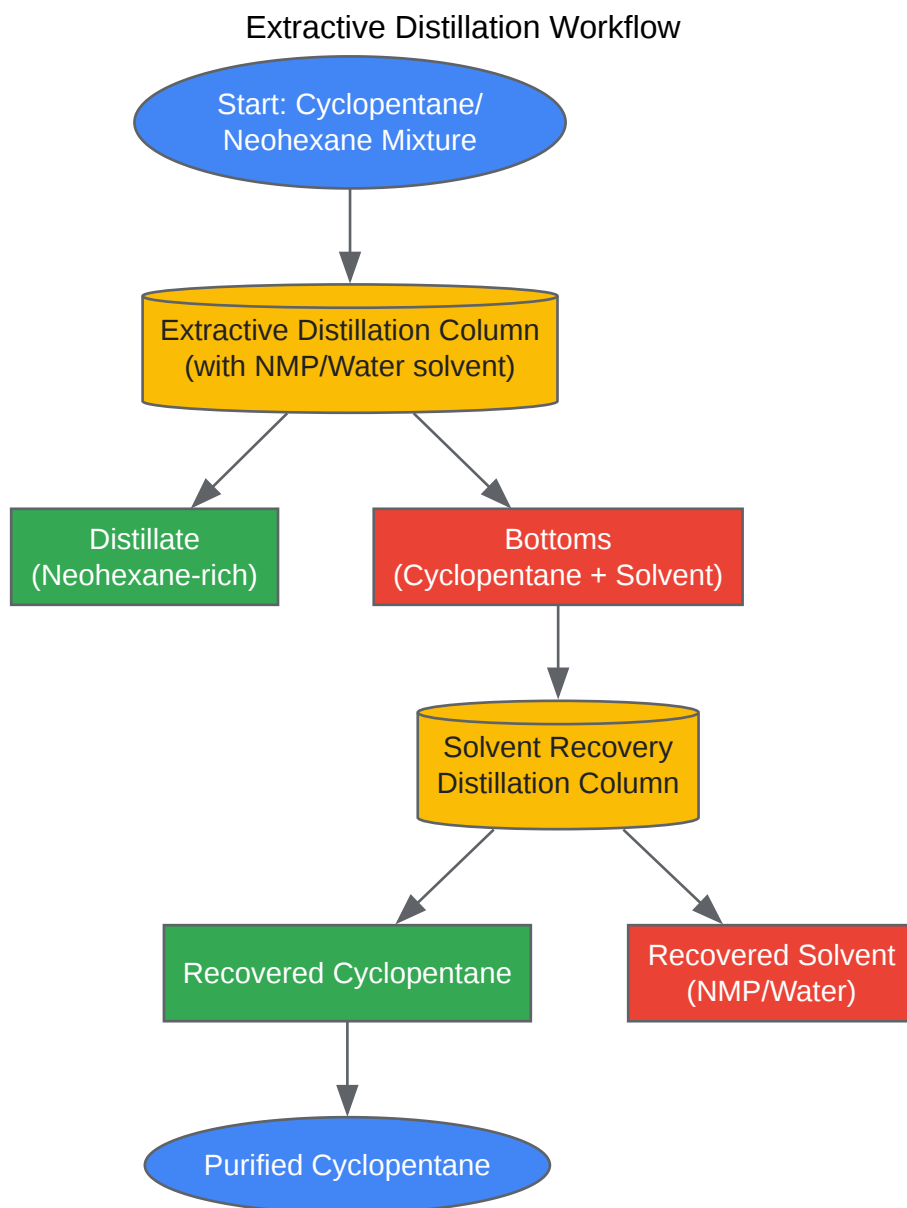 Extractive Distillation Workflow
Start: Cyclopentane/
Neohexane Mixture
Extractive Distillation Column
(with NMP/Water solvent)
Distillate
(Neohexane-rich)
Bottoms
(Cyclopentane + Solvent)
Solvent Recovery
Distillation Column
Recovered Cyclopentane
Recovered Solvent
(NMP/Water)
Purified Cyclopentane